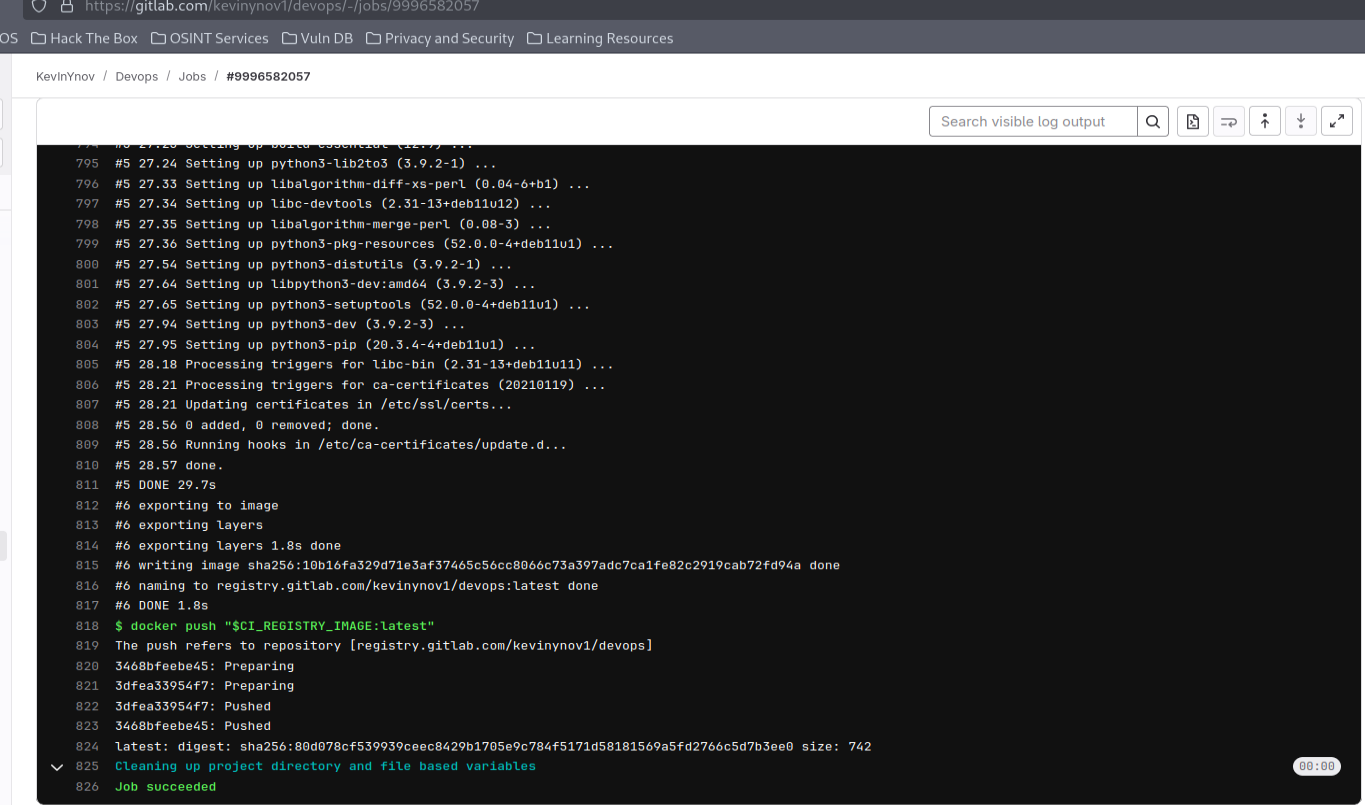 https://gitlab.com/kevinynov1/devops/-/jobs/9996582057
OS Hack The Box OSINT Services Vuln DB Privacy and Security Learning Resources
KevInYnov / Devops / Jobs / #9996582057
Search visible log output
794 #5 27.23 Setting up build-essential (12.9) ...
795 #5 27.24 Setting up python3-lib2to3 (3.9.2-1) ...
796 #5 27.33 Setting up libalgorithm-diff-xs-perl (0.04-6+b1) ...
797 #5 27.34 Setting up libc-devtools (2.31-13+deb11u12) ...
798 #5 27.35 Setting up libalgorithm-merge-perl (0.08-3) ...
799 #5 27.36 Setting up python3-pkg-resources (52.0.0-4+deb11u1) ...
800 #5 27.54 Setting up python3-distutils (3.9.2-1) ...
801 #5 27.64 Setting up libpython3-dev:amd64 (3.9.2-3) ...
802 #5 27.65 Setting up python3-setuptools (52.0.0-4+deb11u1) ...
803 #5 27.94 Setting up python3-dev (3.9.2-3) ...
804 #5 27.95 Setting up python3-pip (20.3.4-4+deb11u1) ...
805 #5 28.18 Processing triggers for libc-bin (2.31-13+deb11u11) ...
806 #5 28.21 Processing triggers for ca-certificates (20210119) ...
807 #5 28.21 Updating certificates in /etc/ssl/certs...
808 #5 28.56 0 added, 0 removed; done.
809 #5 28.56 Running hooks in /etc/ca-certificates/update.d...
810 #5 28.57 done.
811 #5 DONE 29.7s
812 #6 exporting to image
813 #6 exporting layers
814 #6 exporting layers 1.8s done
815 #6 writing image sha256:10b16fa329d71e3af37465c56cc8066c73a397adc7ca1fe82c2919cab72fd94a done
816 #6 naming to registry.gitlab.com/kevinynov1/devops:latest done
817 #6 DONE 1.8s
818 $ docker push "$CI_REGISTRY_IMAGE:latest"
819 The push refers to repository [registry.gitlab.com/kevinynov1/devops]
820 3468bfeebe45: Preparing
821 3dfea33954f7: Preparing
822 3dfea33954f7: Pushed
823 3468bfeebe45: Pushed
824 latest: digest: sha256:80d078cf539939ceec8429b1705e9c784f5171d58181569a5fd2766c5d7b3ee0 size: 742
825 Cleaning up project directory and file based variables 00:00
826 Job succeeded